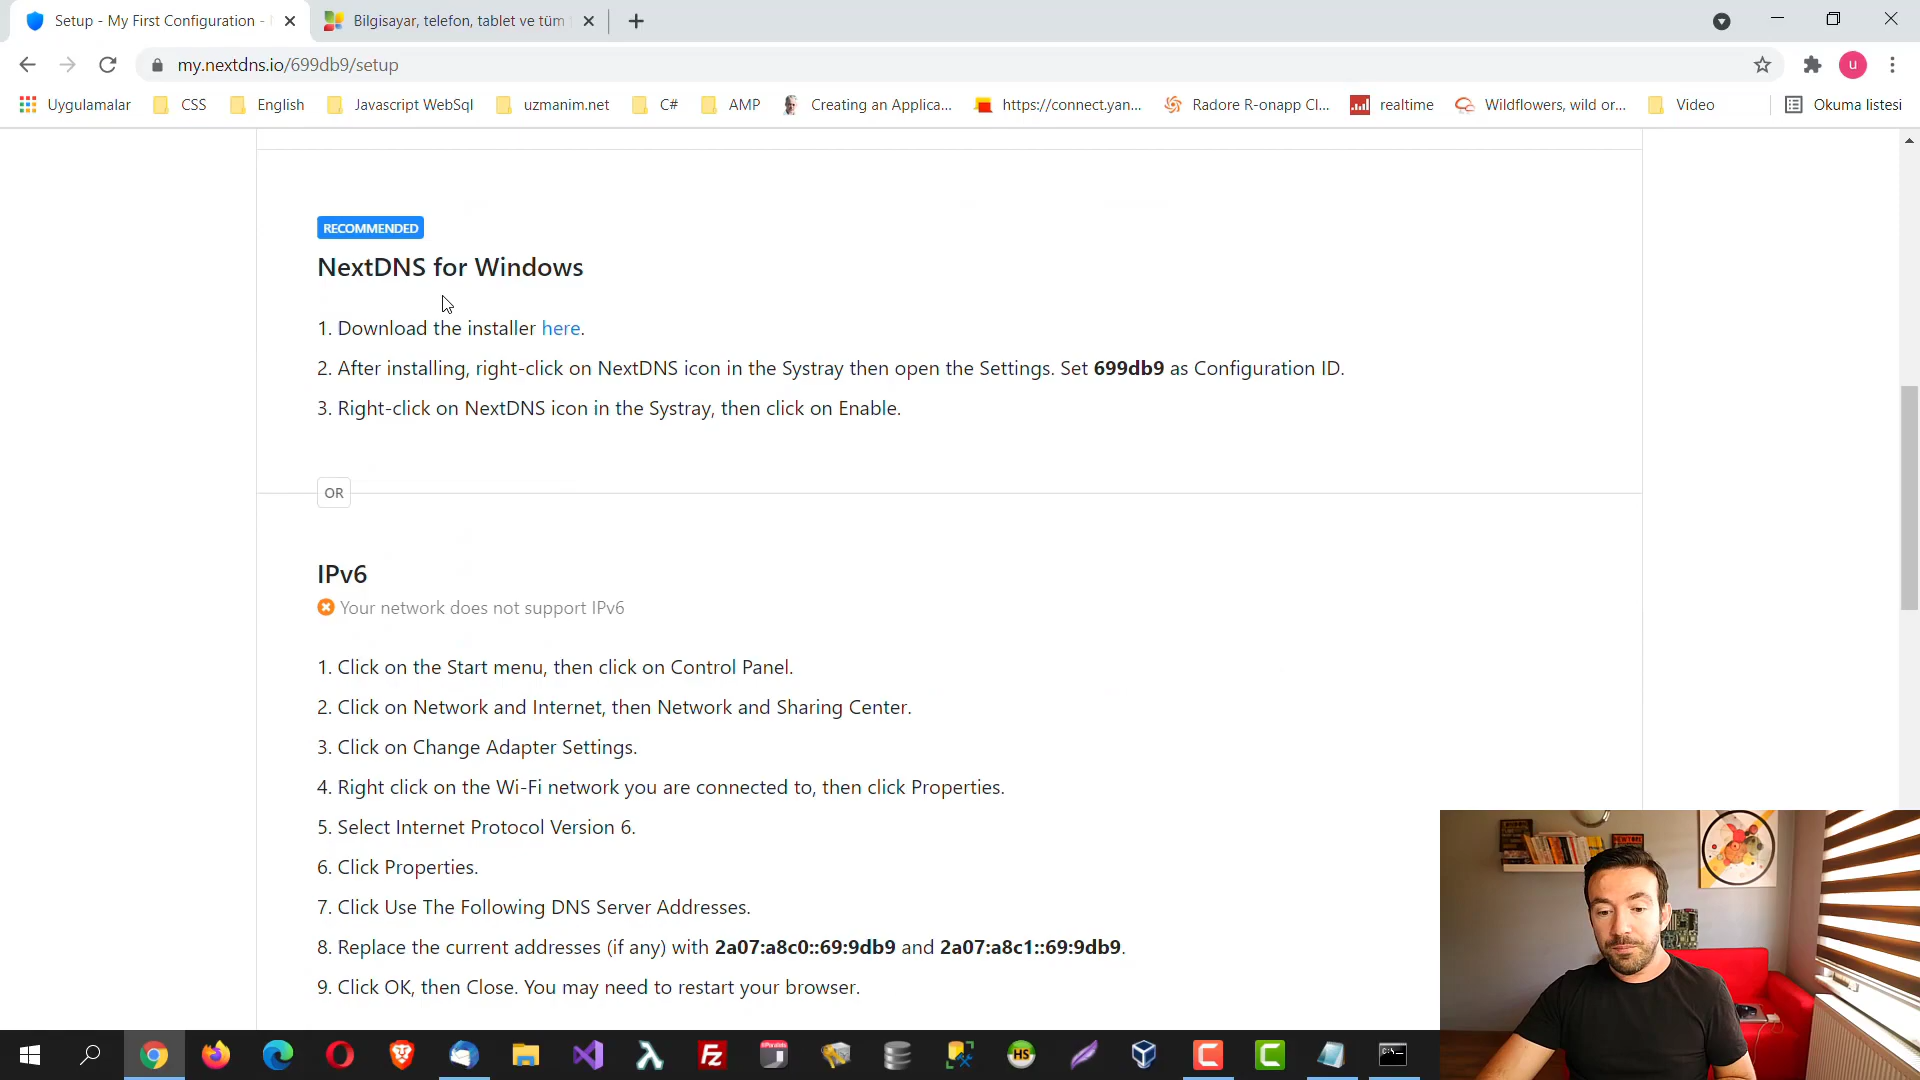 Setup - My First Configuration -
Bilgisayar, telefon, tablet ve tüm
my.nextdns.io/699db9/setup
u
Uygulamalar
CSS
English
Javascript WebSql
uzmanim.net
C#
AMP
Creating an Applica...
https://connect.yan...
Radore R-onapp Cl...
realtime
Wildflowers, wild or...
Video
Okuma listesi
RECOMMENDED
NextDNS for Windows
1. Download the installer here.
2. After installing, right-click on NextDNS icon in the Systray then open the Settings. Set 699db9 as Configuration ID.
3. Right-click on NextDNS icon in the Systray, then click on Enable.
OR
IPv6
Your network does not support IPv6
1. Click on the Start menu, then click on Control Panel.
2. Click on Network and Internet, then Network and Sharing Center.
3. Click on Change Adapter Settings.
4. Right click on the Wi-Fi network you are connected to, then click Properties.
5. Select Internet Protocol Version 6.
6. Click Properties.
7. Click Use The Following DNS Server Addresses.
8. Replace the current addresses (if any) with 2a07:a8c0::69:9db9 and 2a07:a8c1::69:9db9.
9. Click OK, then Close. You may need to restart your browser.
Fz
HS
C:\_